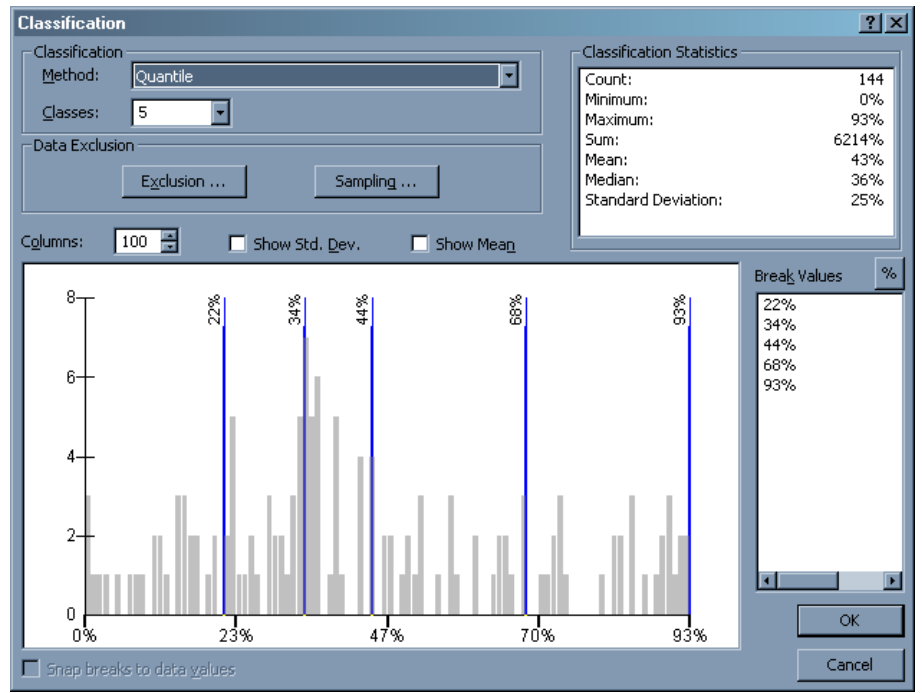 Classification
Classification
Method: Quantile
Classes: 5
Data Exclusion
Exclusion ...
Sampling ...
Classification Statistics
Count: 144
Minimum: 0%
Maximum: 93%
Sum: 6214%
Mean: 43%
Median: 36%
Standard Deviation: 25%
Columns: 100 Show Std. Dev. Show Mean
22% 34% 44% 68% 93%
8
6
4
2
0
0% 23% 47% 70% 93%
Break Values %
22%
34%
44%
68%
93%
OK
Snap breaks to data values
Cancel